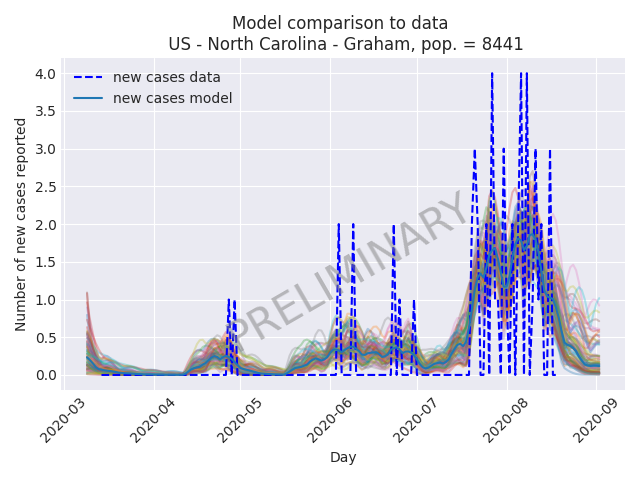 Model comparison to data
US - North Carolina - Graham, pop. = 8441
new cases data
new cases model
PRELIMINARY
Number of new cases reported
4.0
3.5
3.0
2.5
2.0
1.5
1.0
0.5
0.0
2020-03
2020-04
2020-05
2020-06
2020-07
2020-08
2020-09
Day